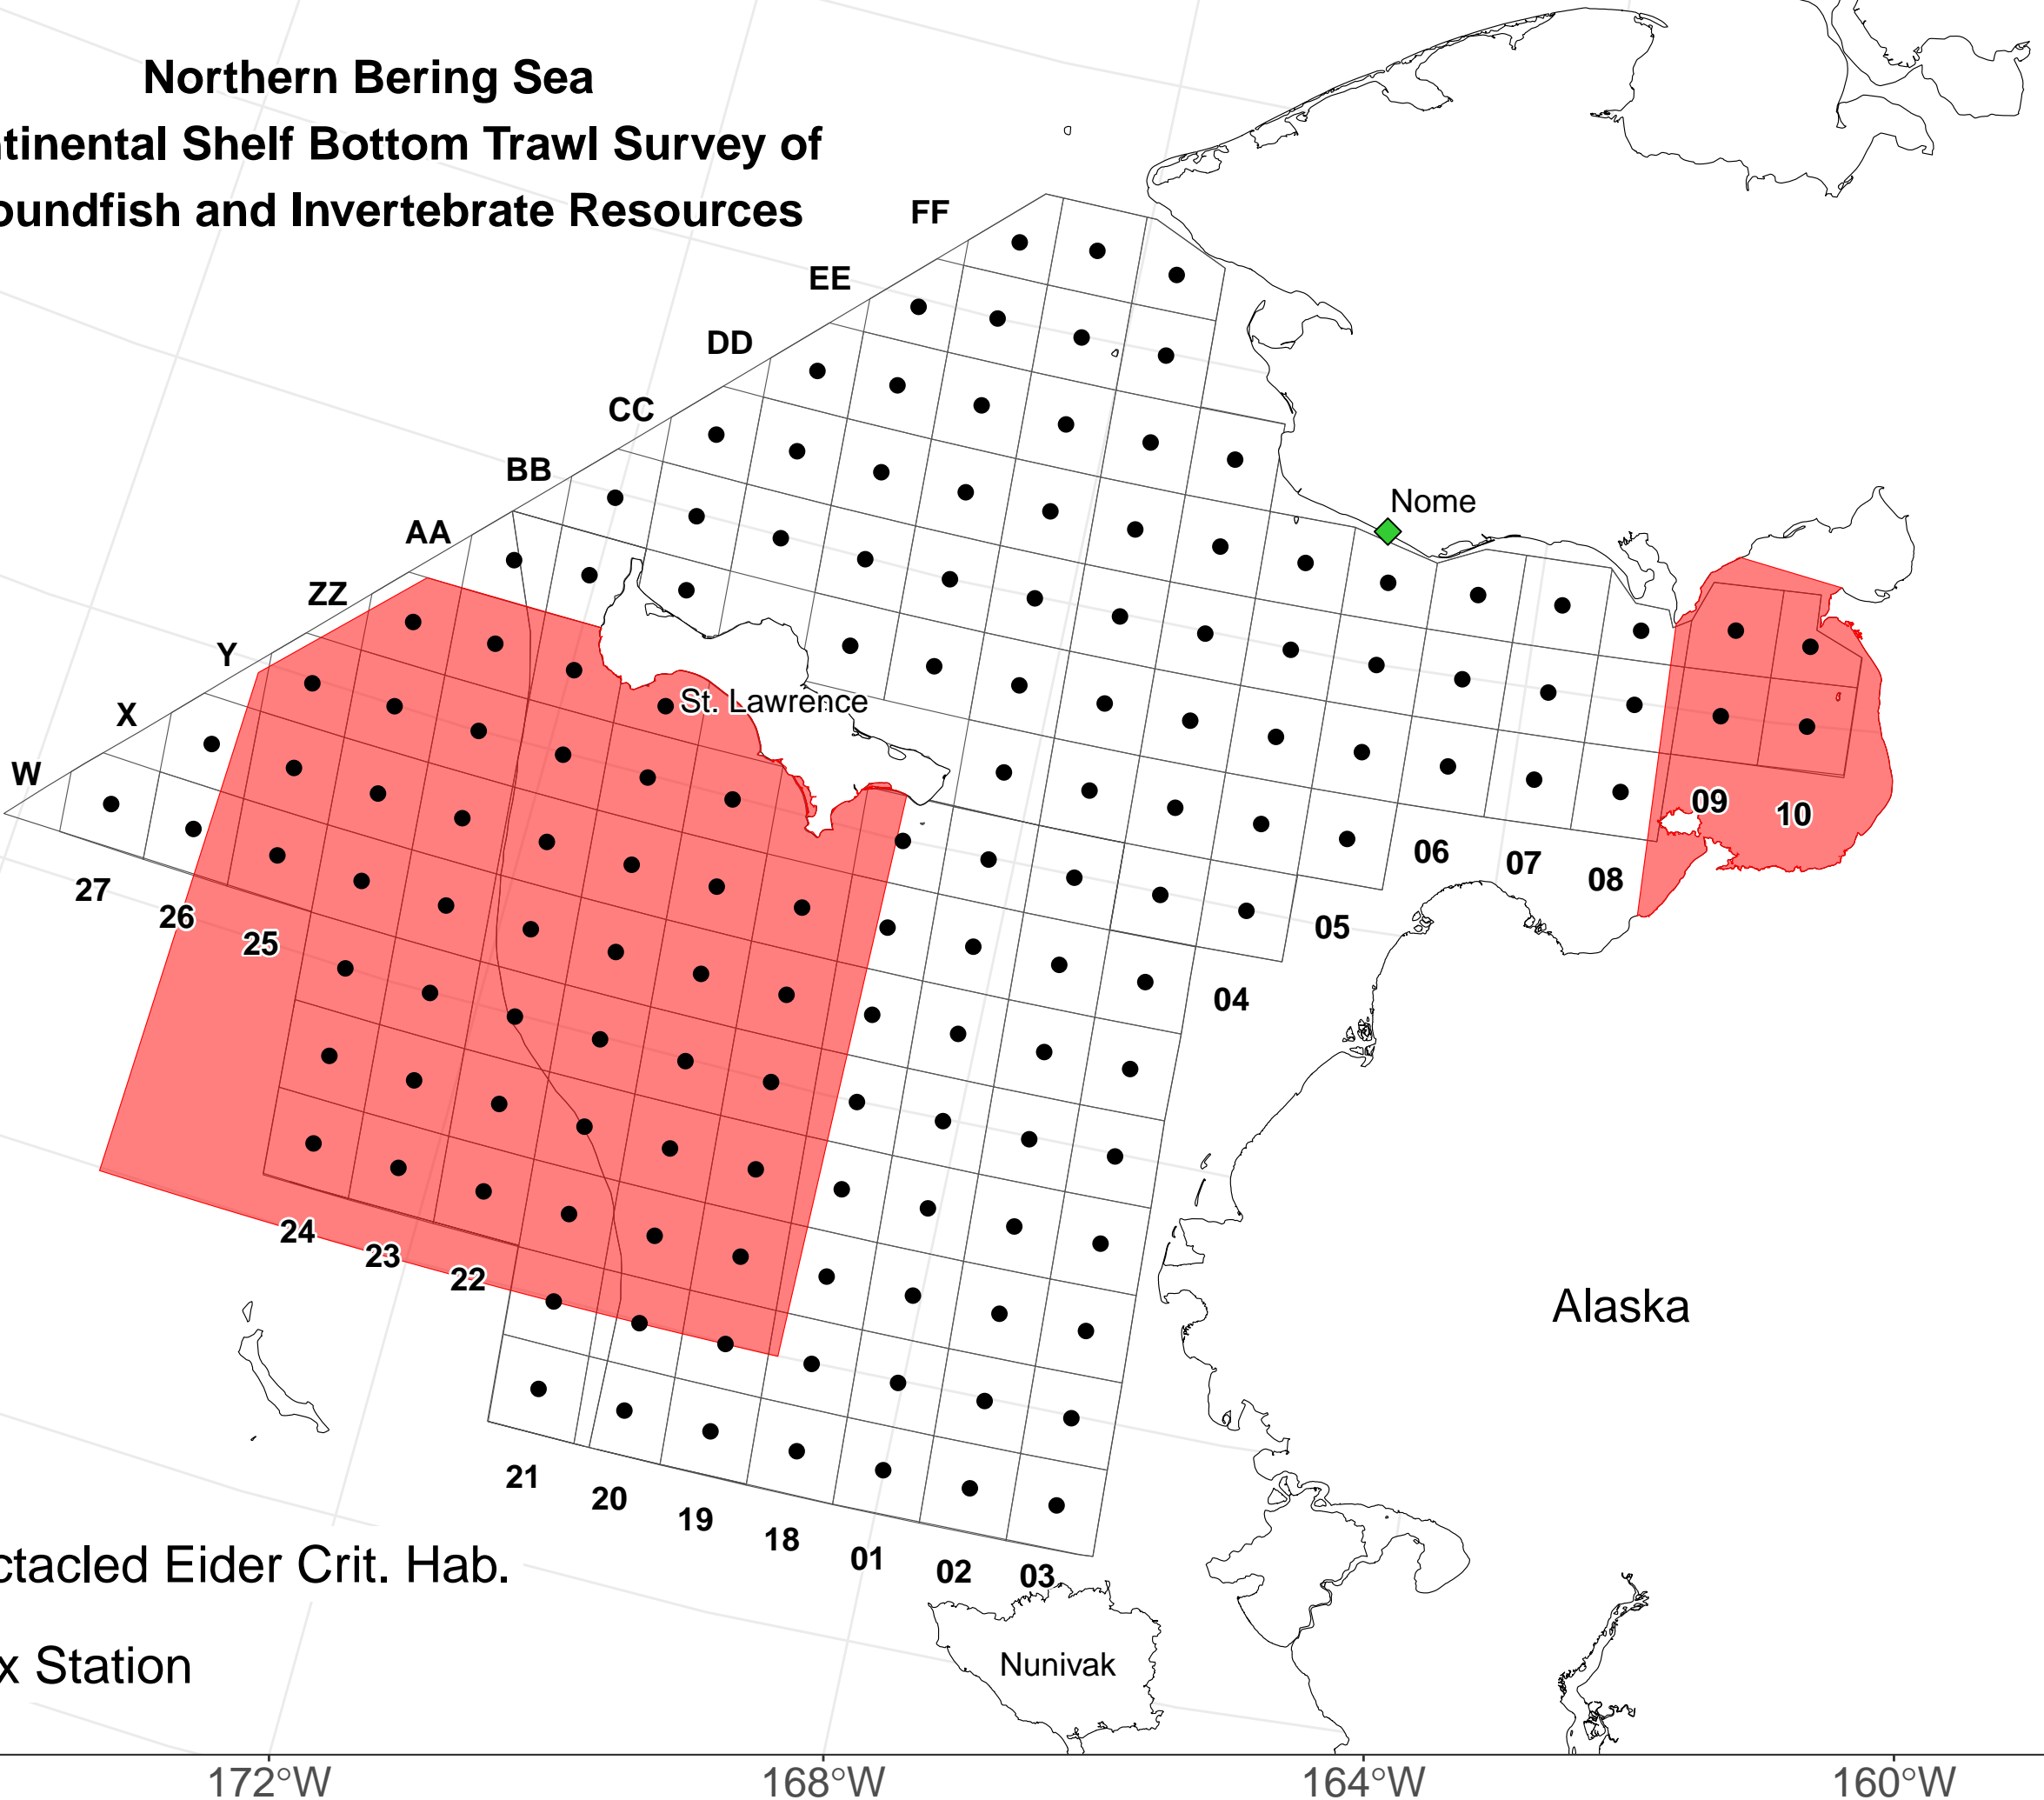 Northern Bering Sea
ntinental Shelf Bottom Trawl Survey of
oundfish and Invertebrate Resources
FF
EE
DD
CC
BB
AA
ZZ
Y
X
W
Nome
St. Lawrence
09
10
06
07
08
05
04
27
26
25
24
23
22
21
20
19
18
01
02
03
Alaska
Nunivak
ctacled Eider Crit. Hab.
x Station
172°W
168°W
164°W
160°W